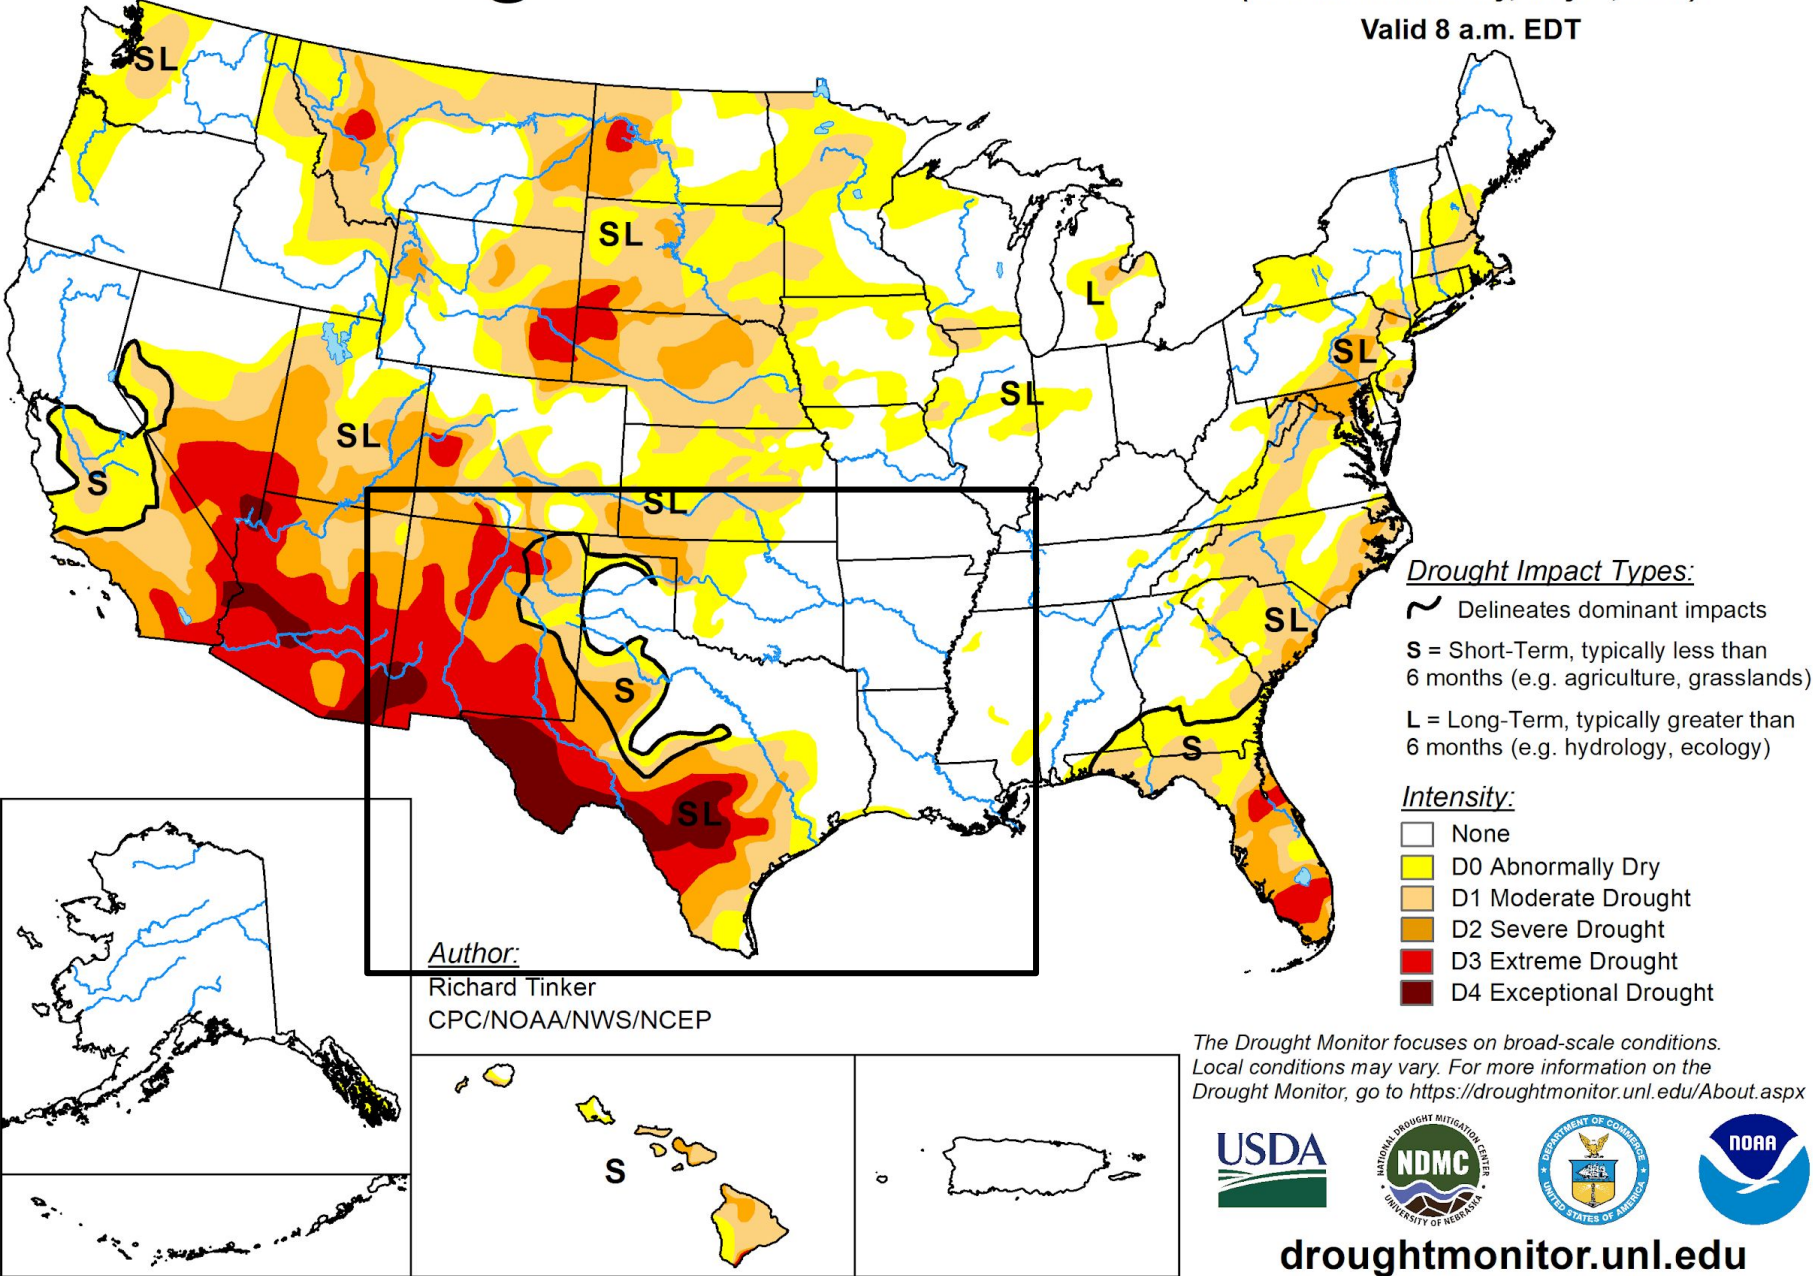 Valid 8 a.m. EDT
SL
SL
L
SL
SL
SL
S
SL
SL
S
S
SL
Drought Impact Types:
Delineates dominant impacts
S = Short-Term, typically less than
6 months (e.g. agriculture, grasslands)
L = Long-Term, typically greater than
6 months (e.g. hydrology, ecology)
Intensity:
None
D0 Abnormally Dry
D1 Moderate Drought
D2 Severe Drought
D3 Extreme Drought
D4 Exceptional Drought
Author:
Richard Tinker
CPC/NOAA/NWS/NCEP
S
The Drought Monitor focuses on broad-scale conditions.
Local conditions may vary. For more information on the
Drought Monitor, go to https://droughtmonitor.unl.edu/About.aspx
USDA
NATIONAL DROUGHT MITIGATION CENTER
NDMC
UNIVERSITY OF NEBRASKA
DEPARTMENT OF COMMERCE
UNITED STATES OF AMERICA
NOAA
droughtmonitor.unl.edu